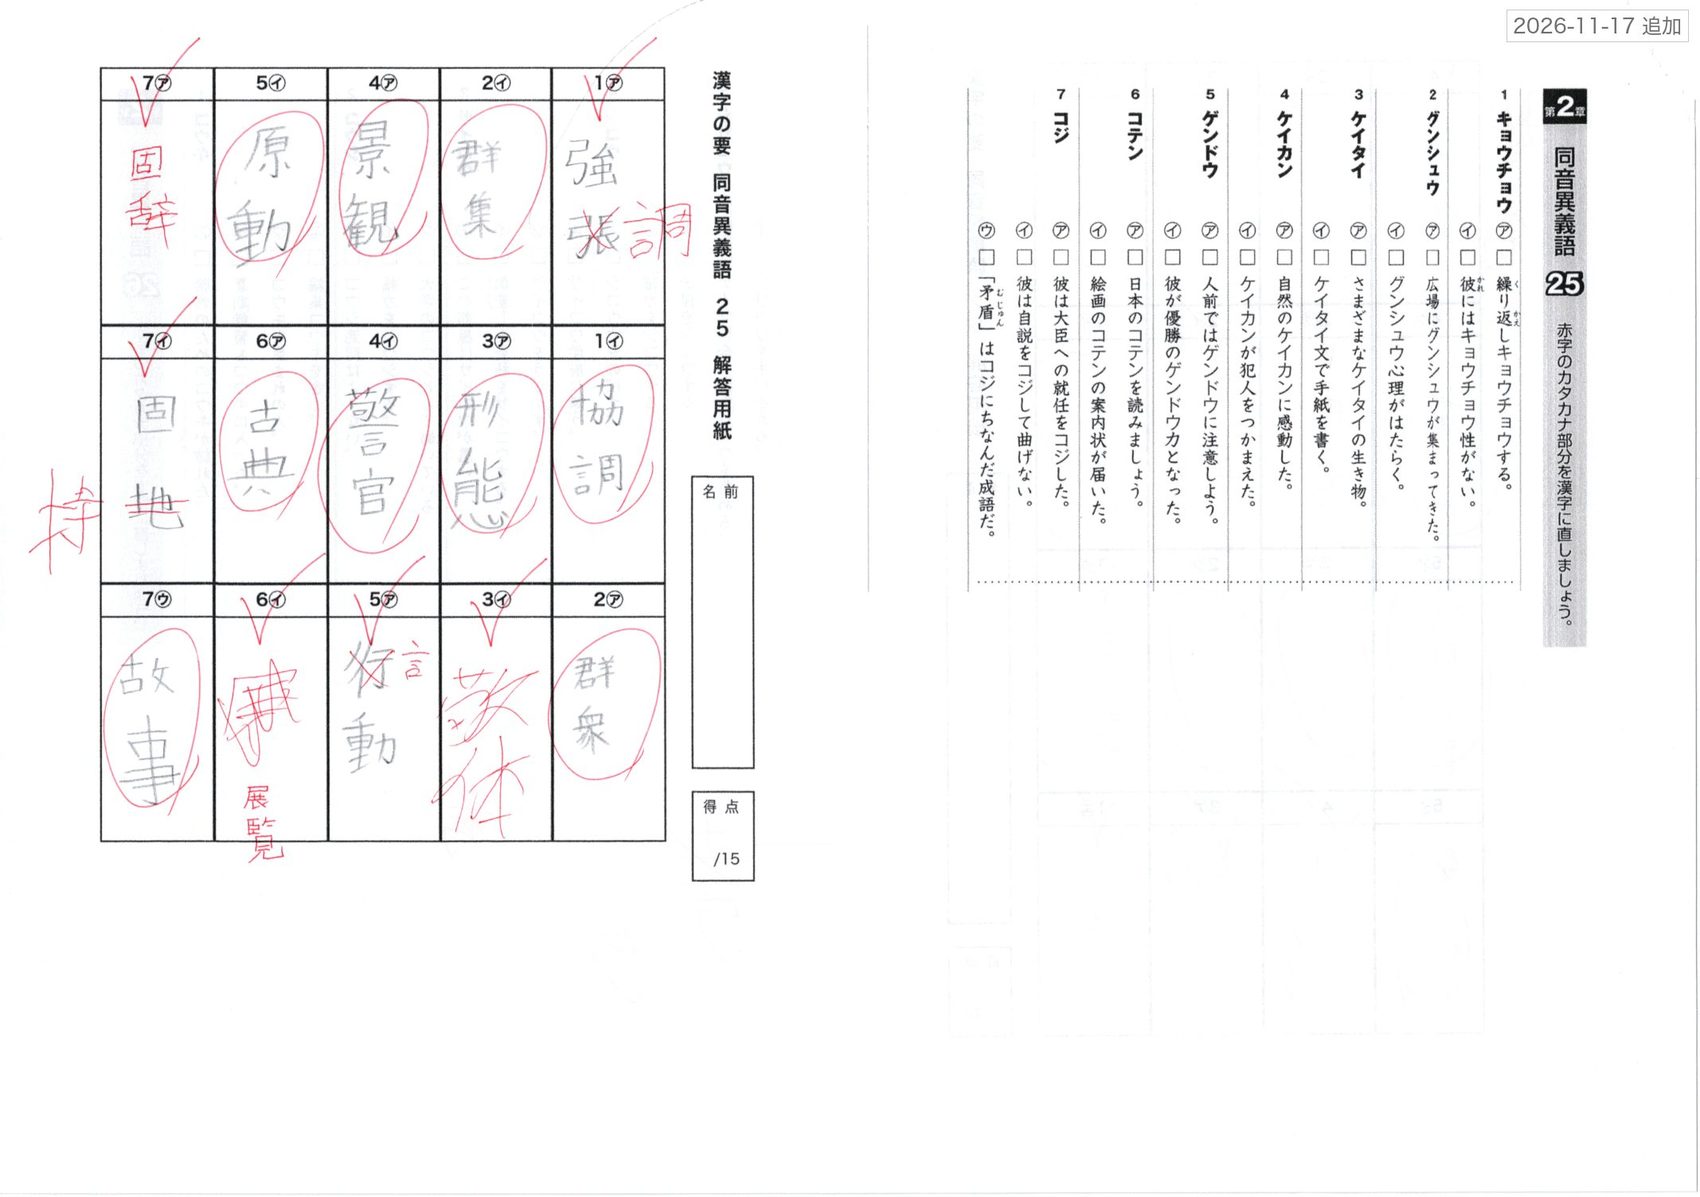 2026-11-17 追加
第2章 同音異義語 25 赤字のカタカナ部分を漢字に直しましょう。
1 キョウチョウ
㋐ □ 繰り返しキョウチョウする。
㋑ □ 彼にはキョウチョウ性がない。
2 グンシュウ
㋐ □ 広場にグンシュウが集まってきた。
㋑ □ グンシュウ心理がはたらく。
3 ケイタイ
㋐ □ さまざまなケイタイの生き物。
㋑ □ ケイタイ文で手紙を書く。
4 ケイカン
㋐ □ 自然のケイカンに感動した。
㋑ □ ケイカンが犯人をつかまえた。
5 ゲンドウ
㋐ □ 人前ではゲンドウに注意しよう。
㋑ □ 彼が優勝のゲンドウ力となった。
6 コテン
㋐ □ 日本のコテンを読みましょう。
㋑ □ 絵画のコテンの案内状が届いた。
7 コジ
㋐ □ 彼は大臣への就任をコジした。
㋑ □ 彼は自説をコジして曲げない。
㋒ □ 「矛盾」はコジにちなんだ成語だ。
く かえ
かれ
む じゅん
漢字の要 同音異義語 25 解答用紙
名前
得点
/15
1㋐
強張
調
1㋑
協調
2㋐
群衆
2㋑
群集
3㋐
形態
3㋑
敬体
4㋐
景観
4㋑
警官
5㋐
行動
言
5㋑
原動
6㋐
古典
6㋑
展覧
7㋐
固辞
7㋑
固地
持
7㋒
故事